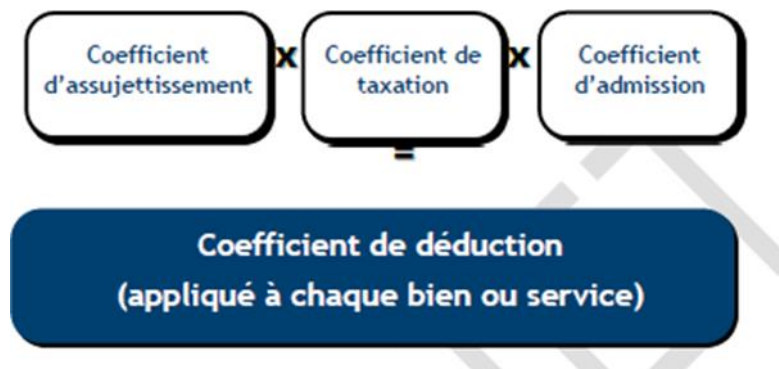 Coefficient
d'assujettissement
X
Coefficient de
taxation
X
Coefficient
d'admission
=
Coefficient de déduction
(appliqué à chaque bien ou service)